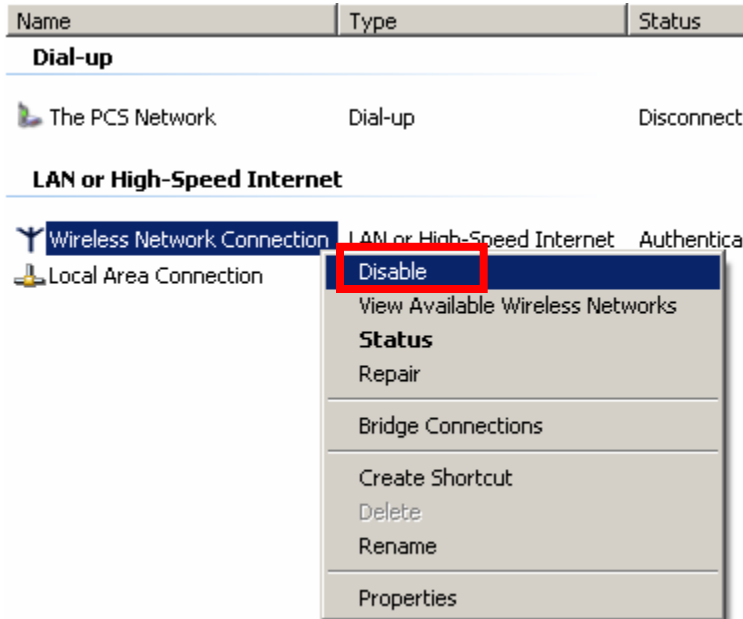 Name Type Status
Dial-up
The PCS Network Dial-up Disconnect
LAN or High-Speed Internet
Wireless Network Connection LAN or High-Speed Internet Authentica
Local Area Connection
Disable
View Available Wireless Networks
Status
Repair
Bridge Connections
Create Shortcut
Delete
Rename
Properties